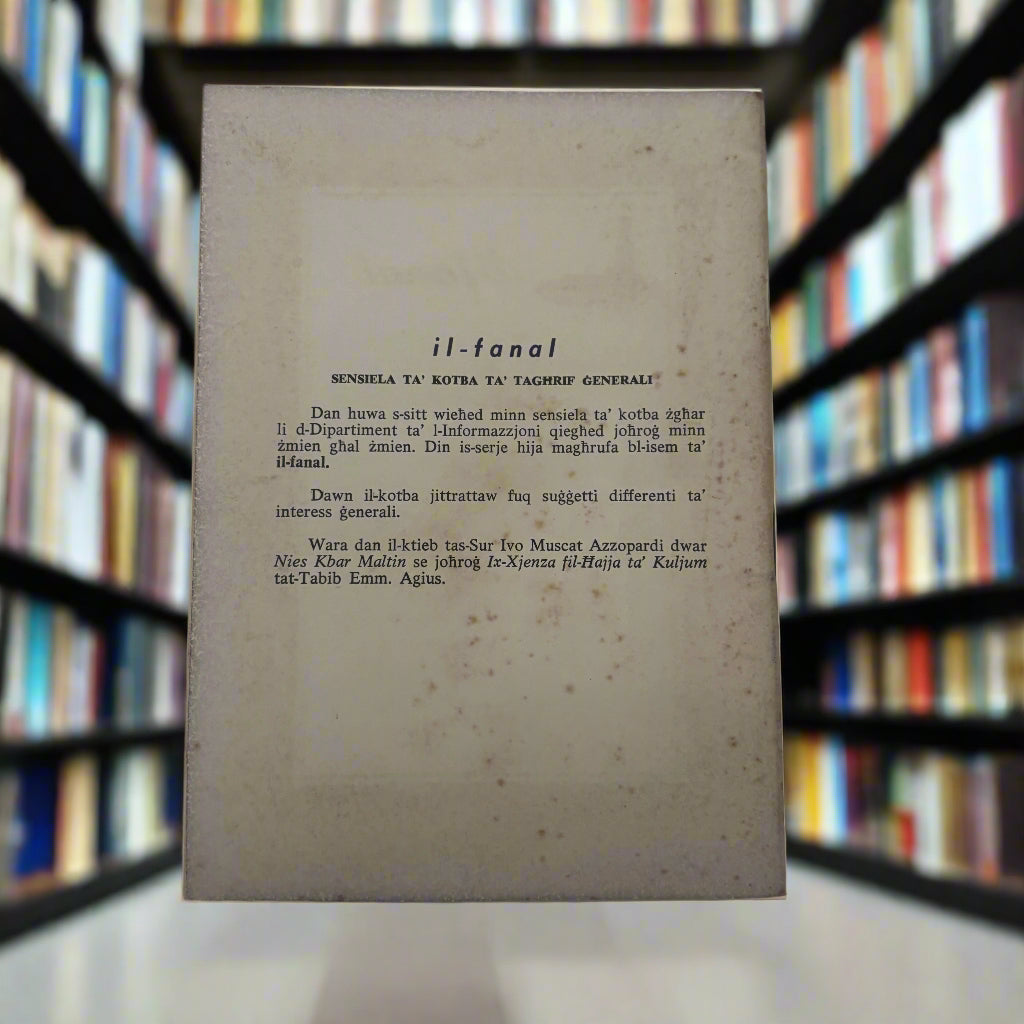 il-fanal
SENSIELA TA' KOTBA TA' TAGĦRIF ĠENERALI
Dan huwa s-sitt wieħed minn sensiela ta' kotba żgħar
li d-Dipartiment ta' l-Informazzjoni qiegħed joħroġ minn
żmien għal żmien. Din is-serje hija magħrufa bl-isem ta'
il-fanal.
Dawn il-kotba jittrattaw fuq suġġetti differenti ta'
interess ġenerali.
Wara dan il-ktieb tas-Sur Ivo Muscat Azzopardi dwar
Nies Kbar Maltin se joħroġ Ix-Xjenza fil-Ħajja ta' Kuljum
tat-Tabib Emm. Agius.